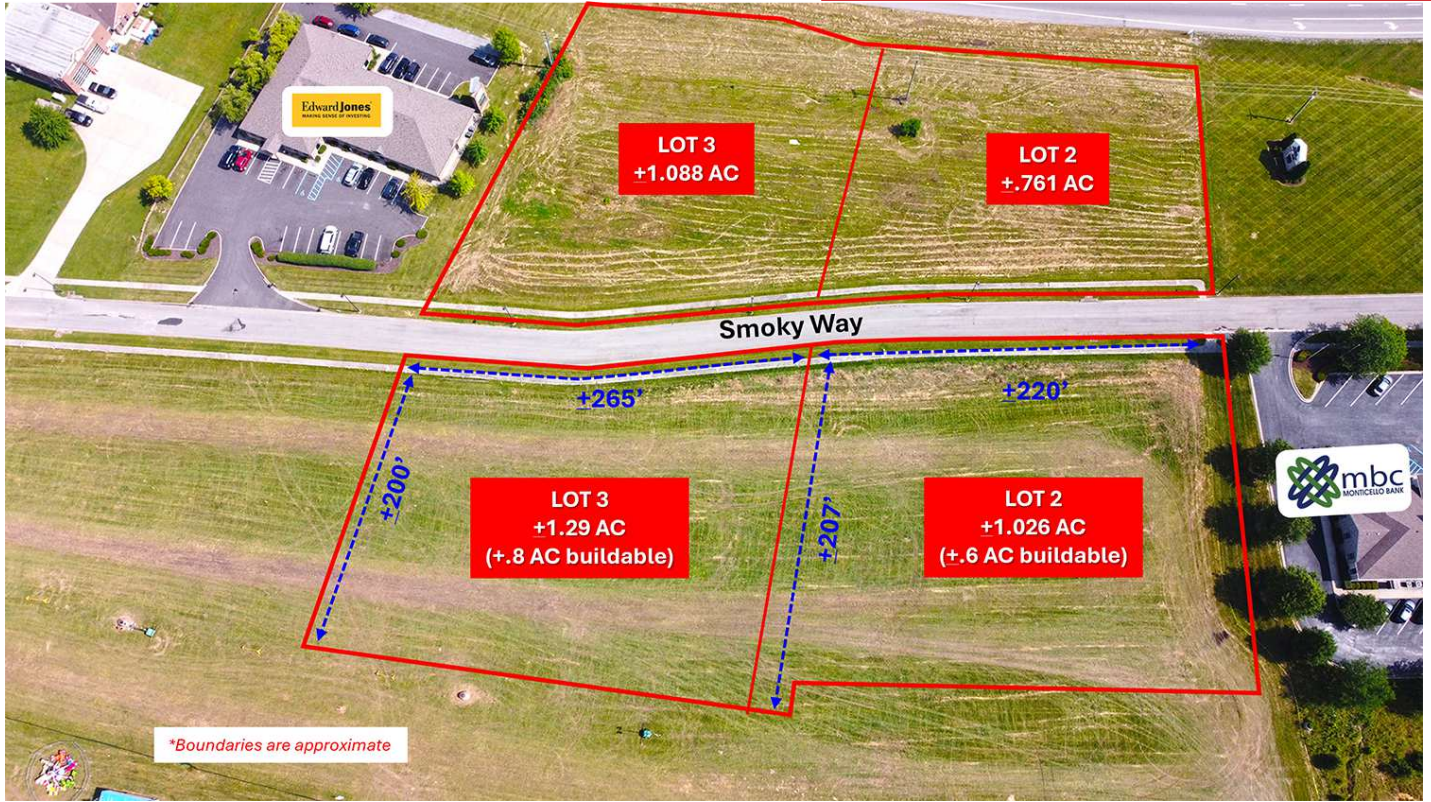 Edward Jones
MAKING SENSE OF INVESTING
LOT 3
±1.088 AC
LOT 2
±.761 AC
Smoky Way
±265'
±220'
±200'
±207'
LOT 3
±1.29 AC
(±.8 AC buildable)
LOT 2
±1.026 AC
(±.6 AC buildable)
mbc
MONTICELLO BANK
*Boundaries are approximate